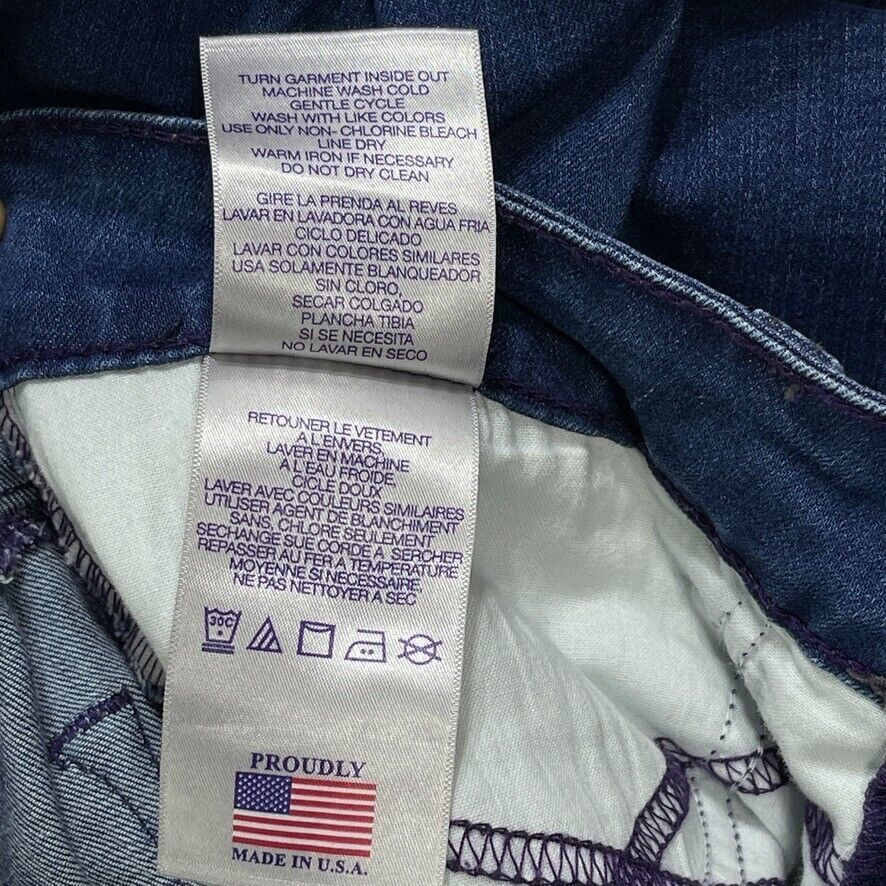 TURN GARMENT INSIDE OUT
MACHINE WASH COLD
GENTLE CYCLE
WASH WITH LIKE COLORS
USE ONLY NON- CHLORINE BLEACH
LINE DRY
WARM IRON IF NECESSARY
DO NOT DRY CLEAN
GIRE LA PRENDA AL REVES
LAVAR EN LAVADORA CON AGUA FRIA
CICLO DELICADO
LAVAR CON COLORES SIMILARES
USA SOLAMENTE BLANQUEADOR
SIN CLORO,
SECAR COLGADO
PLANCHA TIBIA
SI SE NECESITA
NO LAVAR EN SECO
RETOUNER LE VETEMENT
A L'ENVERS,
LAVER EN MACHINE
A L'EAU FROIDE,
CICLE DOUX
LAVER AVEC COULEURS SIMILAIRES
UTILISER AGENT DE BLANCHIMENT
SANS, CHLORE SEULEMENT
SECHANGE SUR CORDE A SERCHER
REPASSER AU FER A TEMPERATURE
MOYENNE SI NECESSAIRE,
NE PAS NETTOYER A SEC
30C
PROUDLY
MADE IN U.S.A.